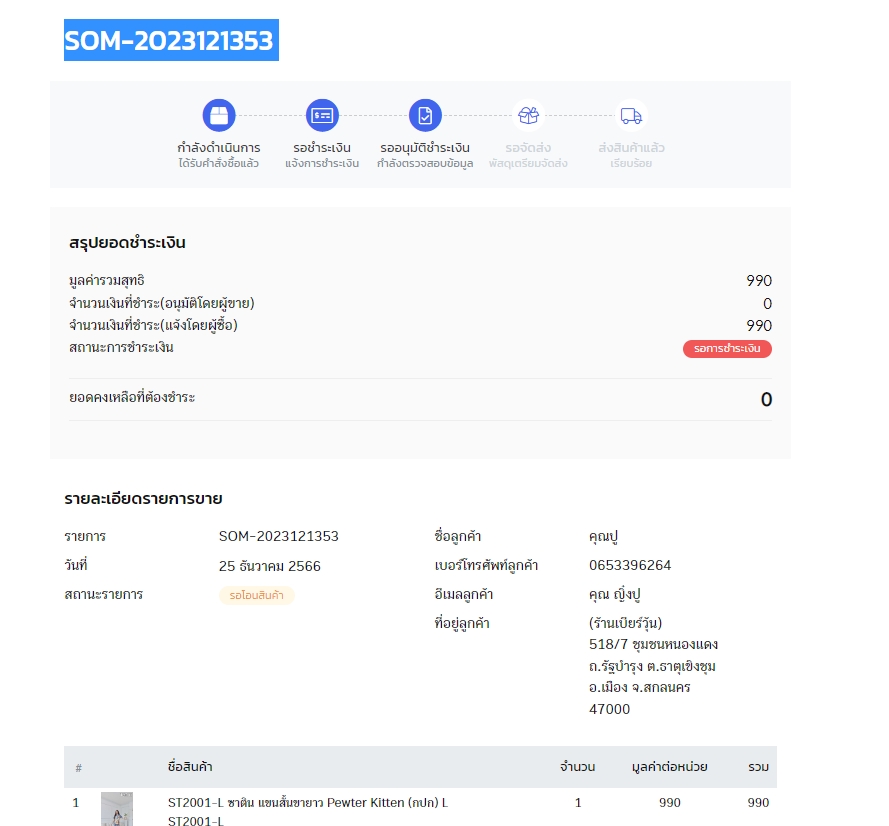 SOM-2023121353
กำลังดำเนินการ
ได้รับคำสั่งซื้อแล้ว
รอชำระเงิน
แจ้งการชำระเงิน
รออนุมัติชำระเงิน
กำลังตรวจสอบข้อมูล
รอจัดส่ง
พัสดุเตรียมจัดส่ง
ส่งสินค้าแล้ว
เรียบร้อย
สรุปยอดชำระเงิน
มูลค่ารวมสุทธิ 990
จำนวนเงินที่ชำระ(อนุมัติโดยผู้ขาย) 0
จำนวนเงินที่ชำระ(แจ้งโดยผู้ซื้อ) 990
สถานะการชำระเงิน รอการชำระเงิน
ยอดคงเหลือที่ต้องชำระ 0
รายละเอียดรายการขาย
รายการ SOM-2023121353
วันที่ 25 ธันวาคม 2566
สถานะรายการ รอโอนสินค้า
ชื่อลูกค้า คุณปู
เบอร์โทรศัพท์ลูกค้า 0653396264
อีเมลลูกค้า คุณ ญิ๋งปู
ที่อยู่ลูกค้า (ร้านเบียร์วุ้น)
518/7 ชุมชนหนองแดง
ถ.รัฐบำรุง ต.ธาตุเชิงชุม
อ.เมือง จ.สกลนคร
47000
# ชื่อสินค้า จำนวน มูลค่าต่อหน่วย รวม
1 ST2001-L ซาติน แขนสั้นขายาว Pewter Kitten (กปก) L 1 990 990
ST2001-L